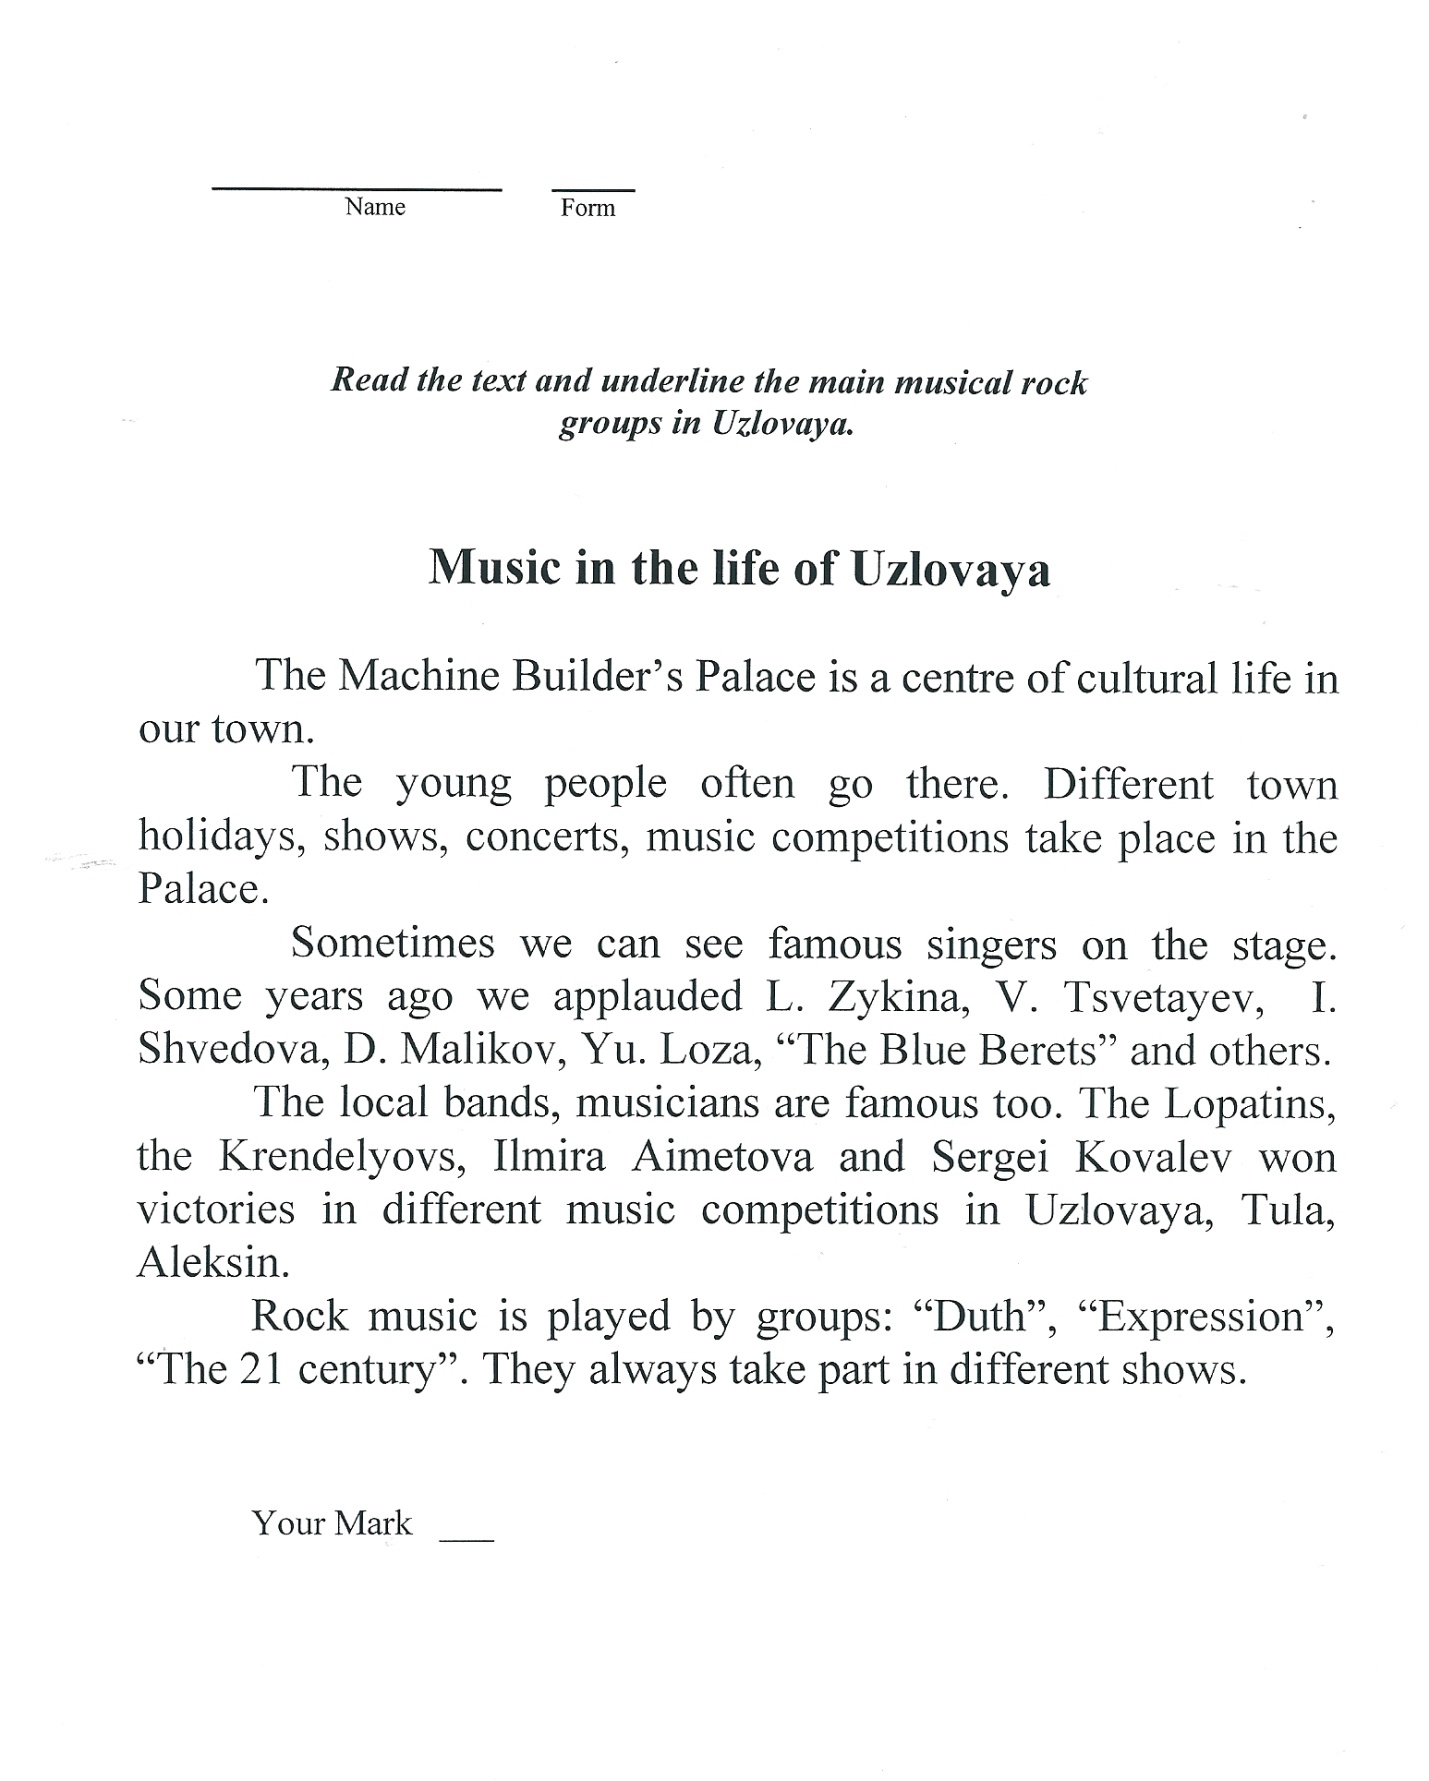 Name Form
Read the text and underline the main musical rock
groups in Uzlovaya.
Music in the life of Uzlovaya
The Machine Builder’s Palace is a centre of cultural life in
our town.
The young people often go there. Different town
holidays, shows, concerts, music competitions take place in the
Palace.
Sometimes we can see famous singers on the stage.
Some years ago we applauded L. Zykina, V. Tsvetayev, I.
Shvedova, D. Malikov, Yu. Loza, “The Blue Berets” and others.
The local bands, musicians are famous too. The Lopatins,
the Krendelyovs, Ilmira Aimetova and Sergei Kovalev won
victories in different music competitions in Uzlovaya, Tula,
Aleksin.
Rock music is played by groups: “Duth”, “Expression”,
“The 21 century”. They always take part in different shows.
Your Mark ___